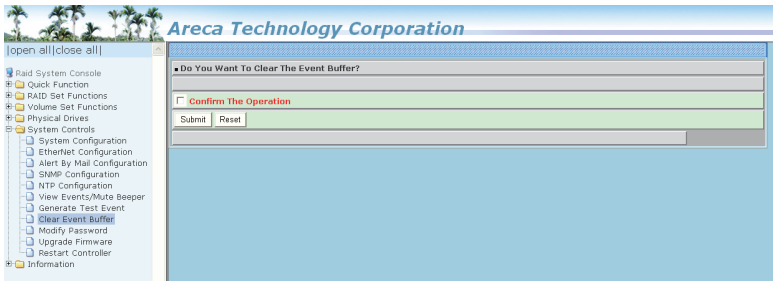 Areca Technology Corporation
|open all|close all|
Raid System Console
Quick Function
RAID Set Functions
Volume Set Functions
Physical Drives
System Controls
System Configuration
EtherNet Configuration
Alert By Mail Configuration
SNMP Configuration
NTP Configuration
View Events/Mute Beeper
Generate Test Event
Clear Event Buffer
Modify Password
Upgrade Firmware
Restart Controller
Information
Do You Want To Clear The Event Buffer?
Confirm The Operation
Submit Reset